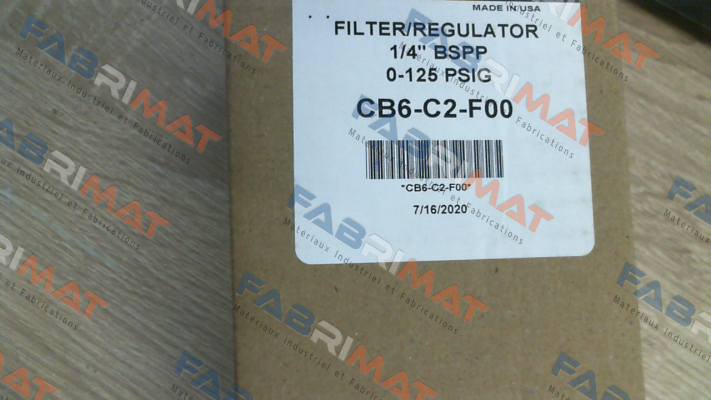 MADE IN USA
FILTER/REGULATOR
1/4" BSPP
0-125 PSIG
CB6-C2-F00
*CB6-C2-F00*
7/16/2020
FABRIMAT
Materiaux Industriel et Fabrications